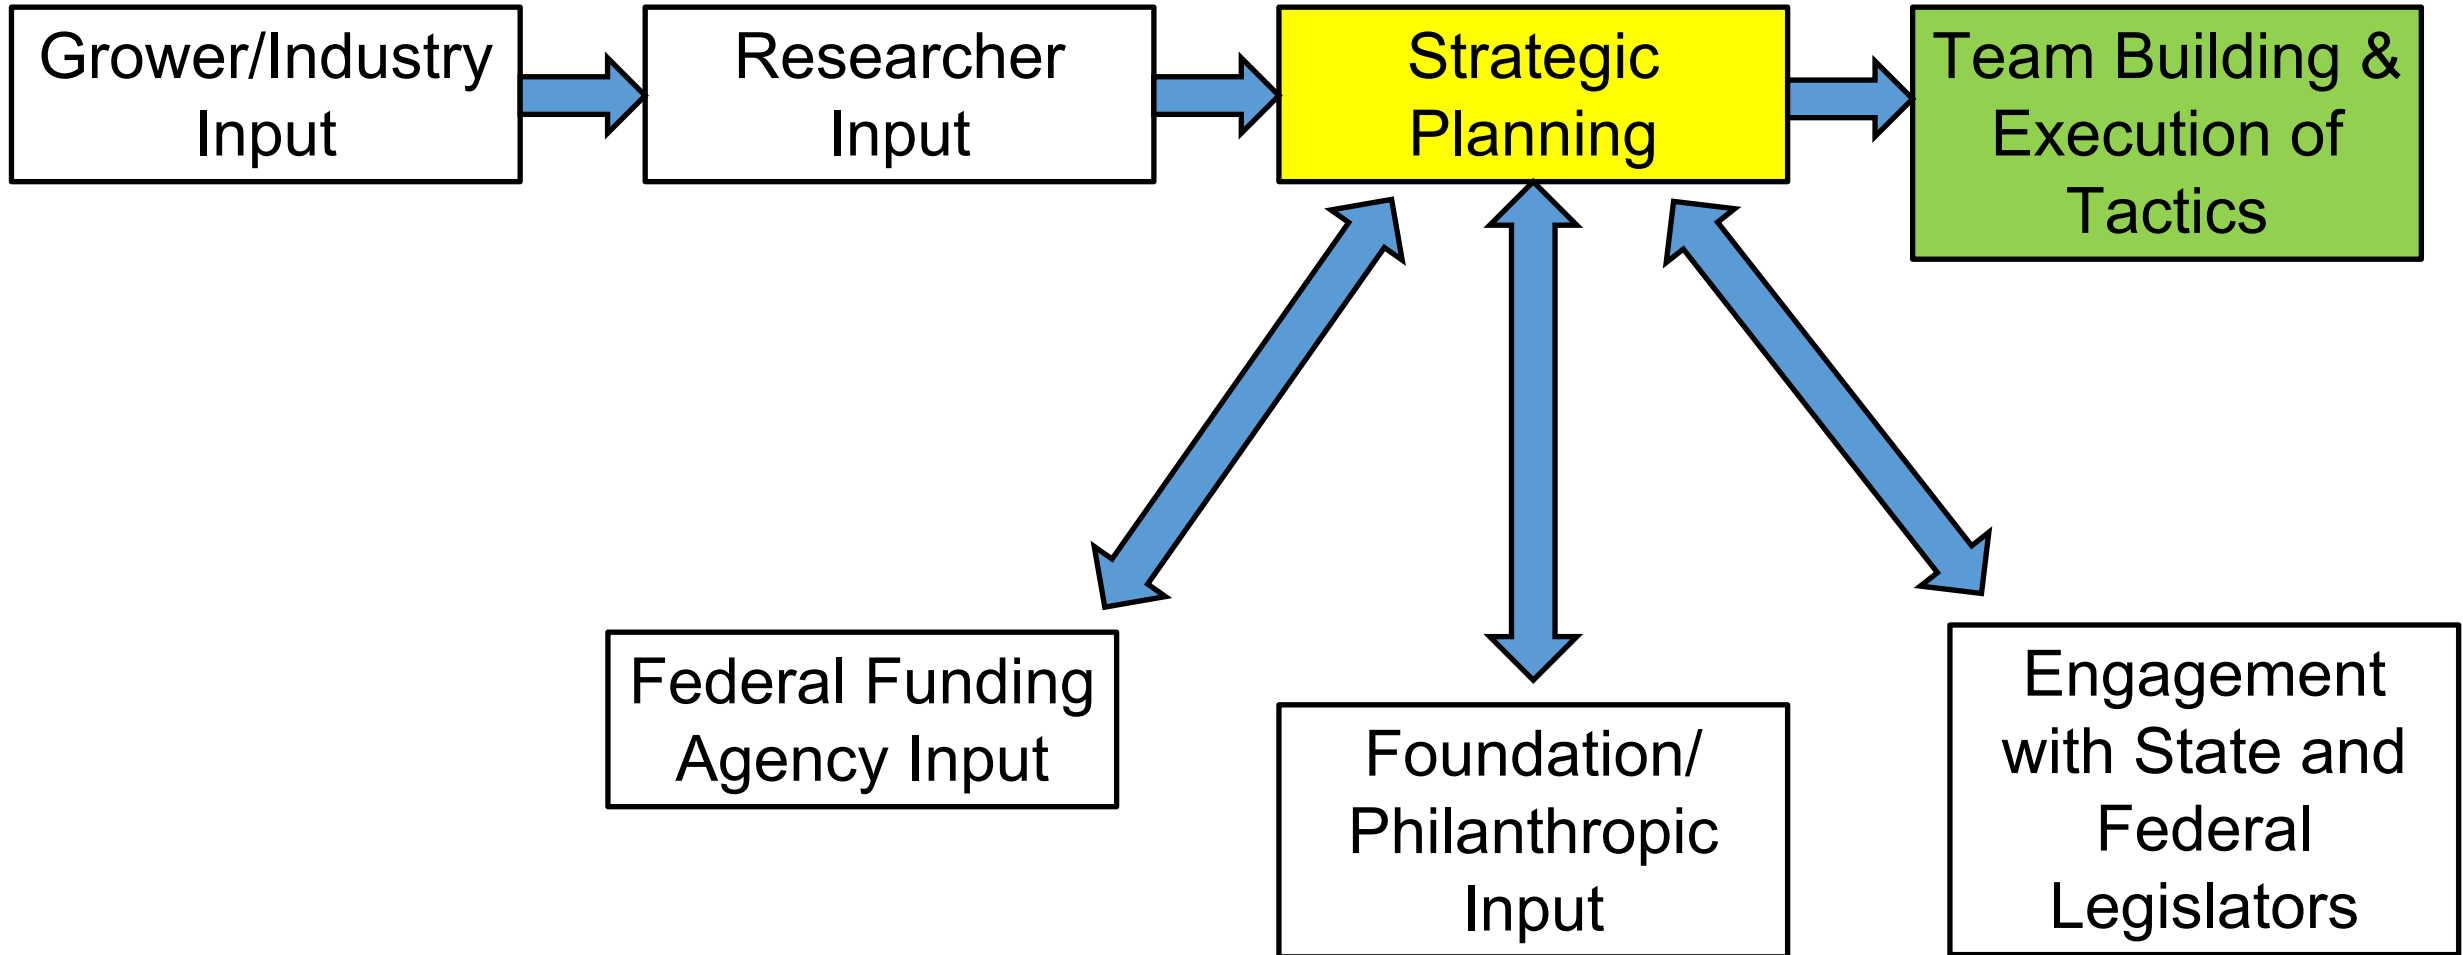 Grower/Industry
Input
Researcher
Input
Strategic
Planning
Team Building &
Execution of
Tactics
Federal Funding
Agency Input
Foundation/
Philanthropic
Input
Engagement
with State and
Federal
Legislators